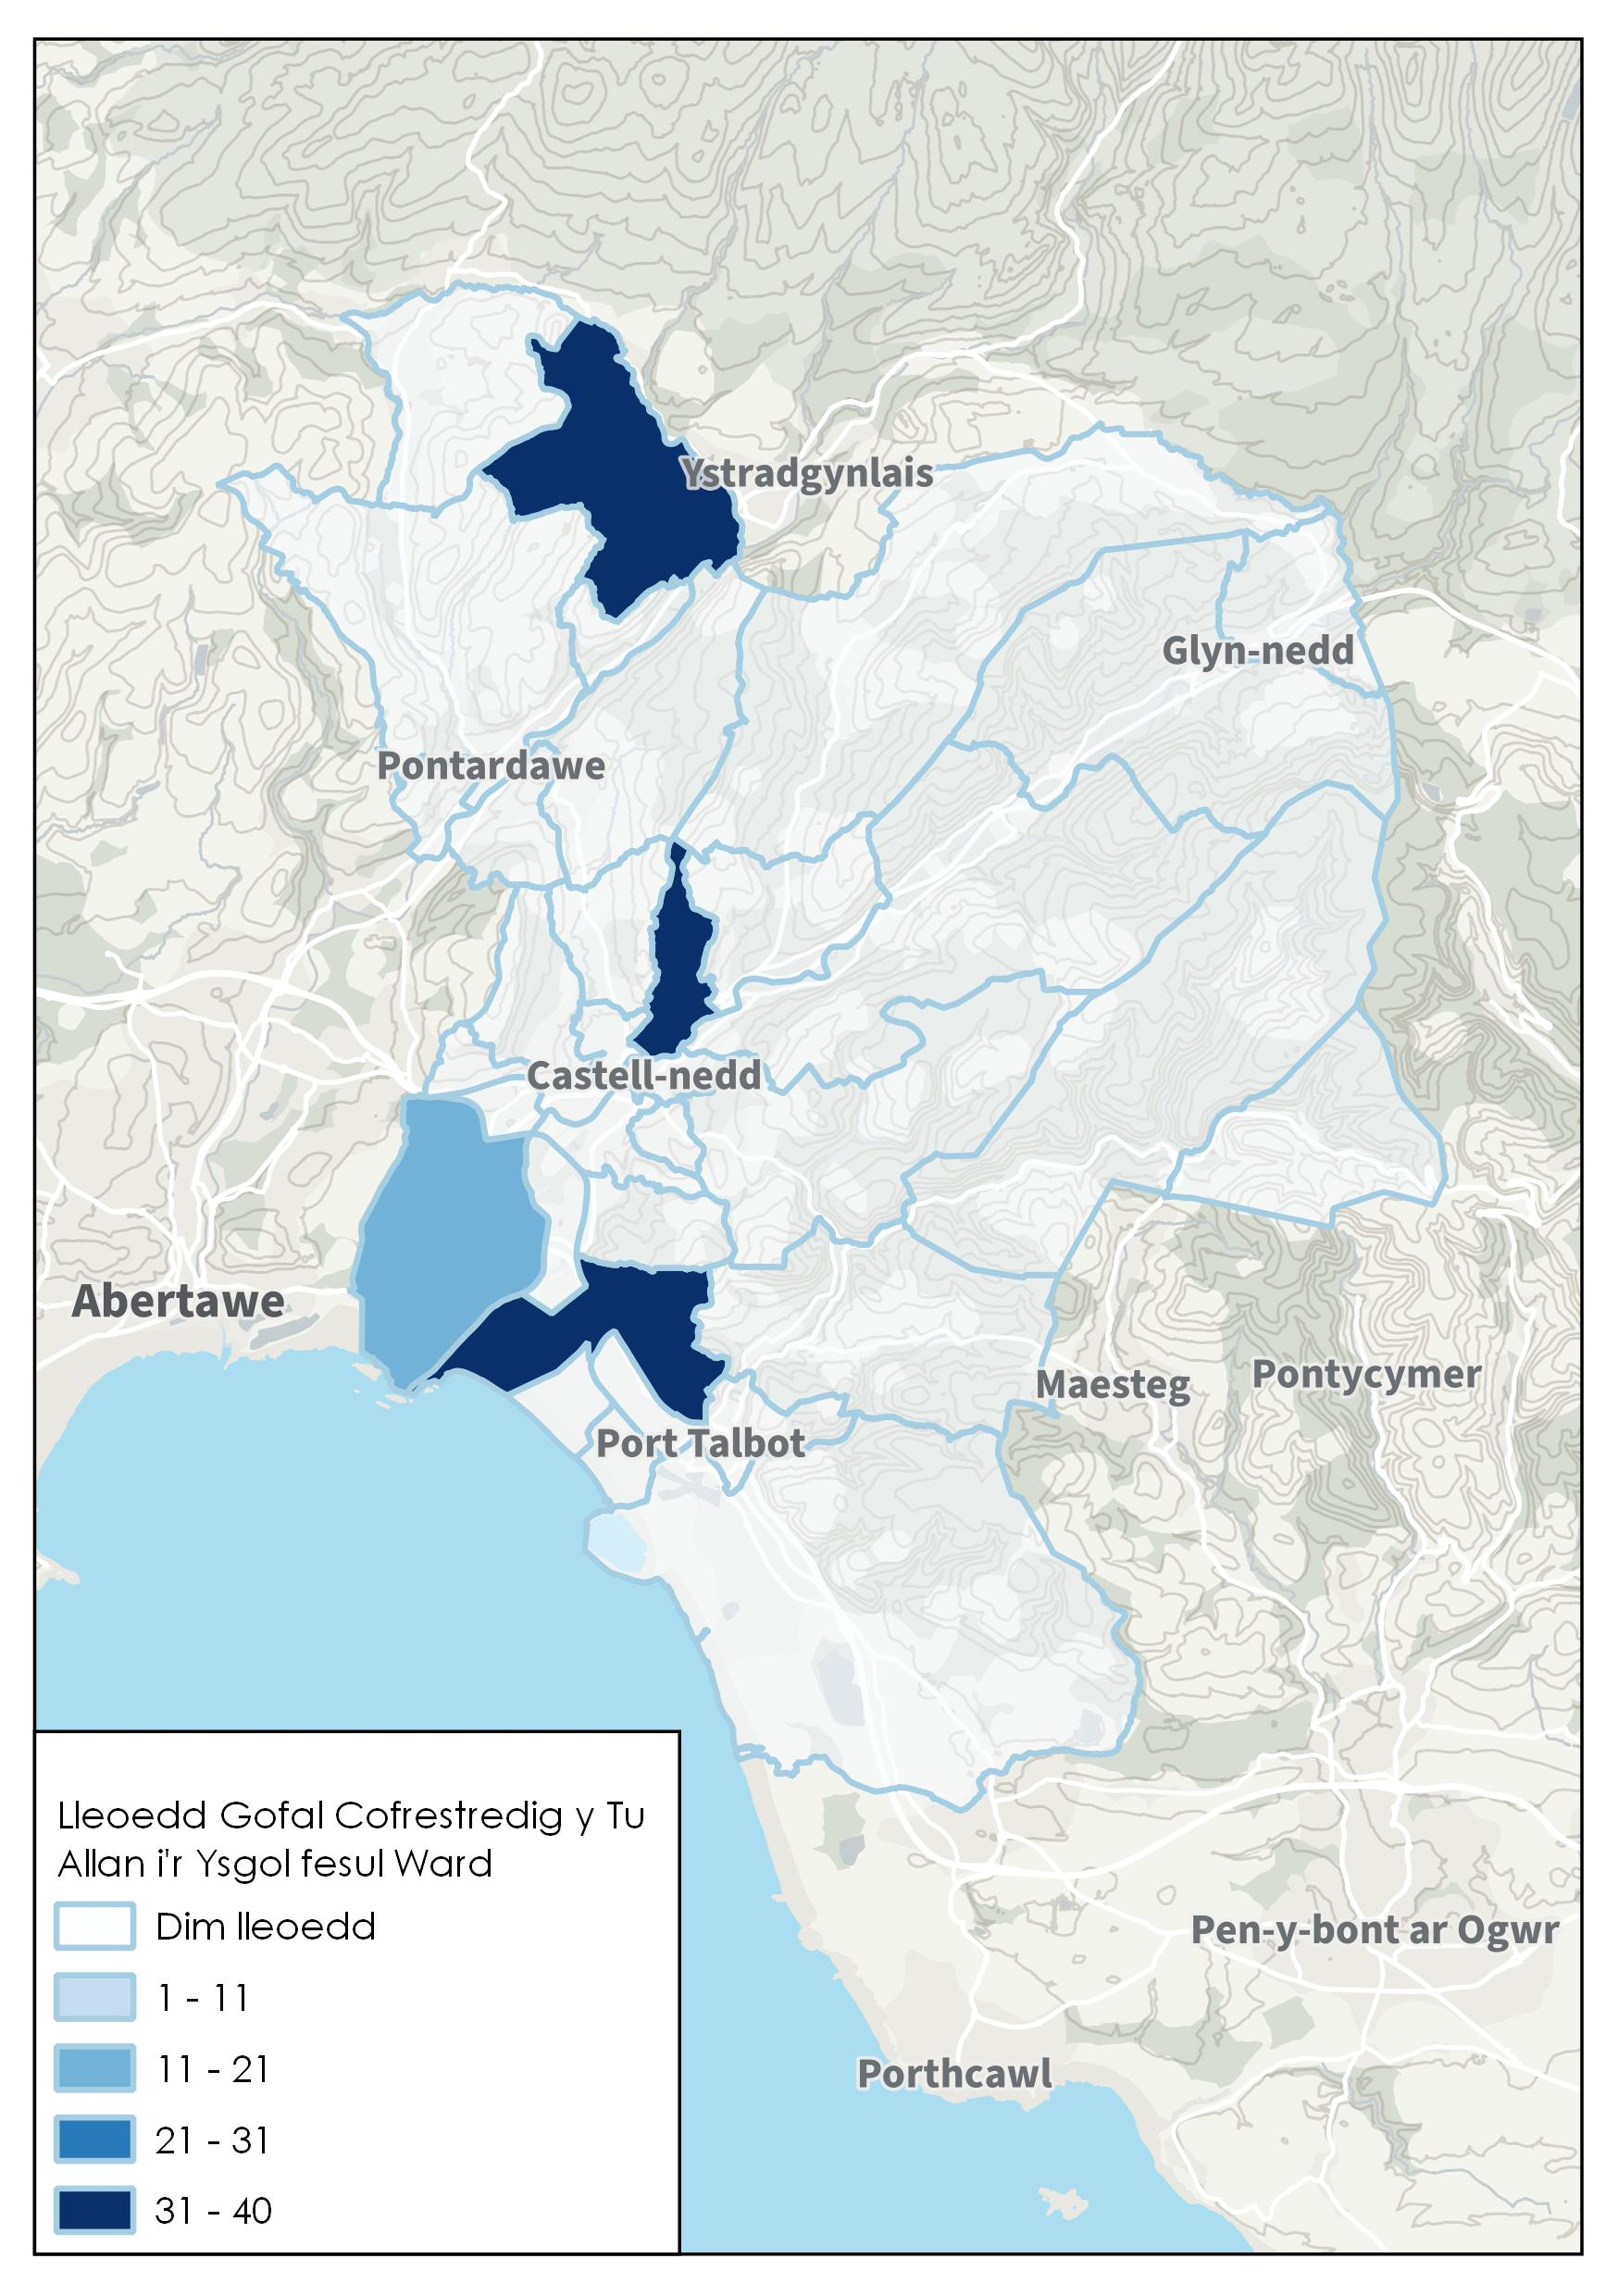 Ystradgynlais
Glyn-nedd
Pontardawe
Castell-nedd
Abertawe
Maesteg
Pontycymer
Port Talbot
Pen-y-bont ar Ogwr
Porthcawl
Lleoedd Gofal Cofrestredig y Tu
Allan i'r Ysgol fesul Ward
Dim lleoedd
1 - 11
11 - 21
21 - 31
31 - 40